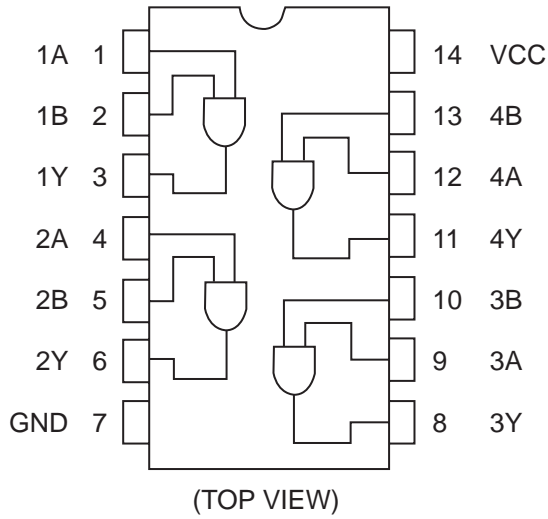 1A 1 14 VCC
1B 2 13 4B
1Y 3 12 4A
2A 4 11 4Y
2B 5 10 3B
2Y 6 9 3A
GND 7 8 3Y
(TOP VIEW)